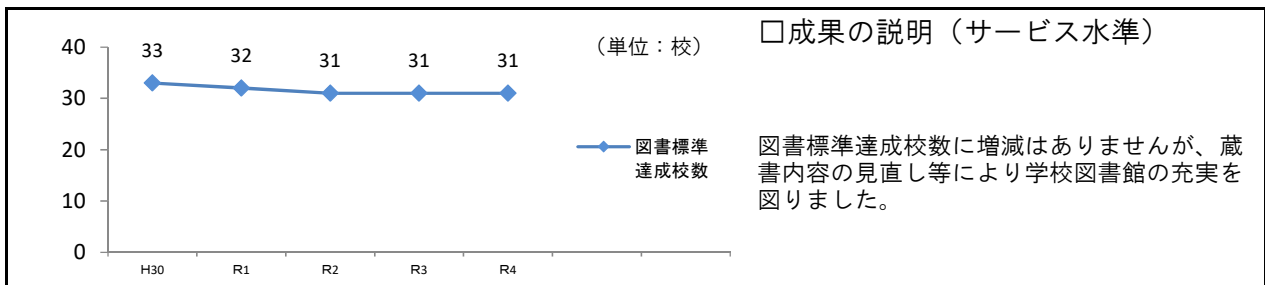 □成果の説明（サービス水準）
（単位：校）
40
30
20
10
0
33
32
31
31
31
H30
R1
R2
R3
R4
図書標準
達成校数
図書標準達成校数に増減はありませんが、蔵
書内容の見直し等により学校図書館の充実を
図りました。